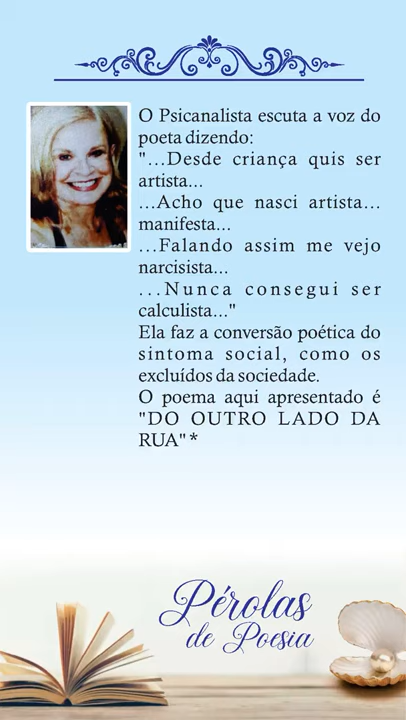 O Psicanalista escuta a voz do
poeta dizendo:
"...Desde criança quis ser
artista...
...Acho que nasci artista...
manifesta...
...Falando assim me vejo
narcisista...
...Nunca consegui ser
calculista..."
Ela faz a conversão poética do
sintoma social, como os
excluídos da sociedade.
O poema aqui apresentado é
"DO OUTRO LADO DA
RUA"*
Pérolas
de Poesia